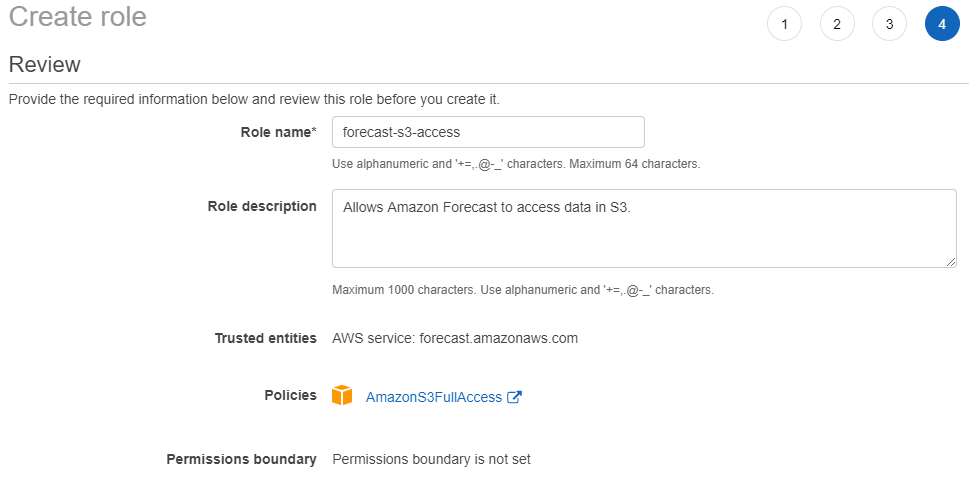 Create role
1 2 3 4
Review
Provide the required information below and review this role before you create it.
Role name* forecast-s3-access
Use alphanumeric and '+=,.@-_' characters. Maximum 64 characters.
Role description Allows Amazon Forecast to access data in S3.
Maximum 1000 characters. Use alphanumeric and '+=,.@-_' characters.
Trusted entities AWS service: forecast.amazonaws.com
Policies AmazonS3FullAccess
Permissions boundary Permissions boundary is not set